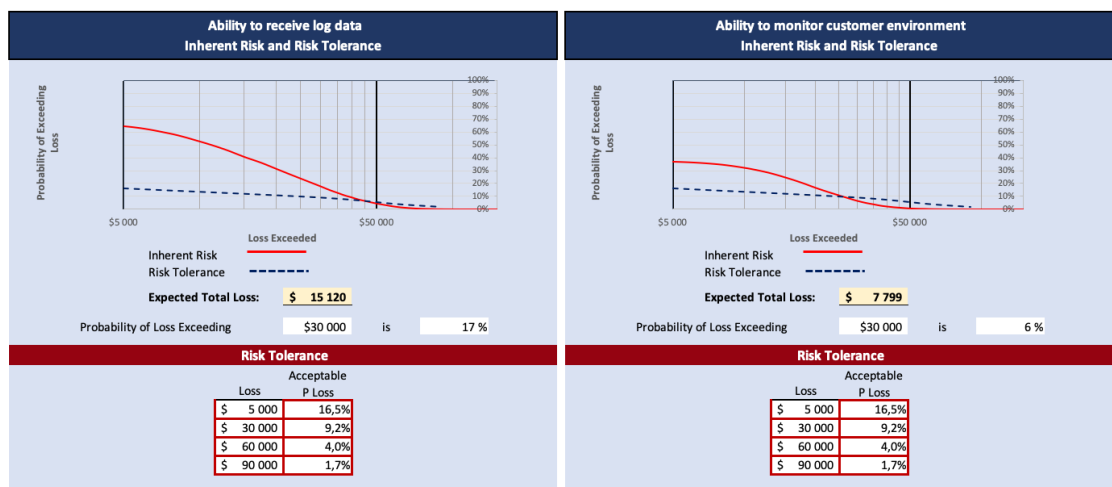 Ability to receive log data
Inherent Risk and Risk Tolerance
Probability of Exceeding
Loss
100%
90%
80%
70%
60%
50%
40%
30%
20%
10%
0%
$5 000
$50 000
Loss Exceeded
Inherent Risk
Risk Tolerance
Expected Total Loss: $ 15 120
Probability of Loss Exceeding $30 000 is 17 %
Risk Tolerance
Acceptable
Loss P Loss
$ 5 000 16,5%
$ 30 000 9,2%
$ 60 000 4,0%
$ 90 000 1,7%
Ability to monitor customer environment
Inherent Risk and Risk Tolerance
Probability of Exceeding
Loss
100%
90%
80%
70%
60%
50%
40%
30%
20%
10%
0%
$5 000
$50 000
Loss Exceeded
Inherent Risk
Risk Tolerance
Expected Total Loss: $ 7 799
Probability of Loss Exceeding $30 000 is 6 %
Risk Tolerance
Acceptable
Loss P Loss
$ 5 000 16,5%
$ 30 000 9,2%
$ 60 000 4,0%
$ 90 000 1,7%